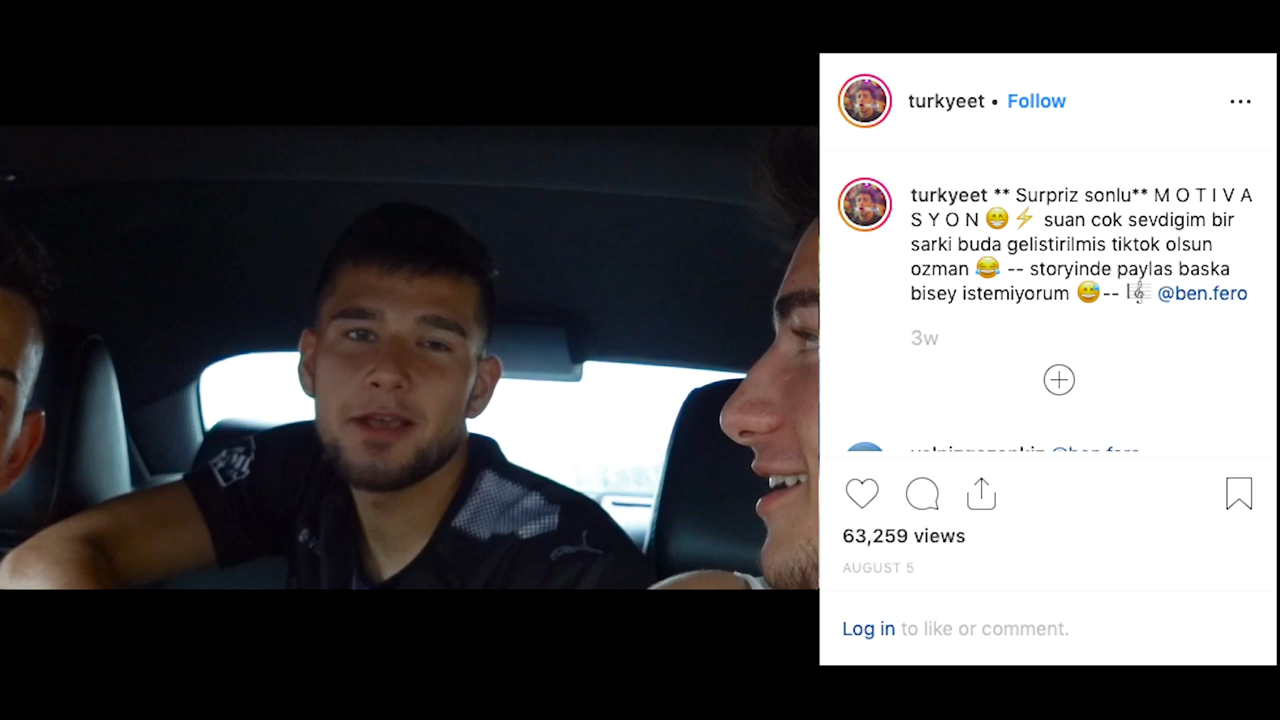 turkyeet • Follow
turkyeet ** Surpriz sonlu** M O T I V A
S Y O N 😁⚡ suan cok sevdigim bir
sarki buda gelistirilmis tiktok olsun
ozman 😂 -- storyinde paylas baska
bisey istemiyorum 😅-- 🎼 @ben.fero
3w
63,259 views
AUGUST 5
Log in to like or comment.